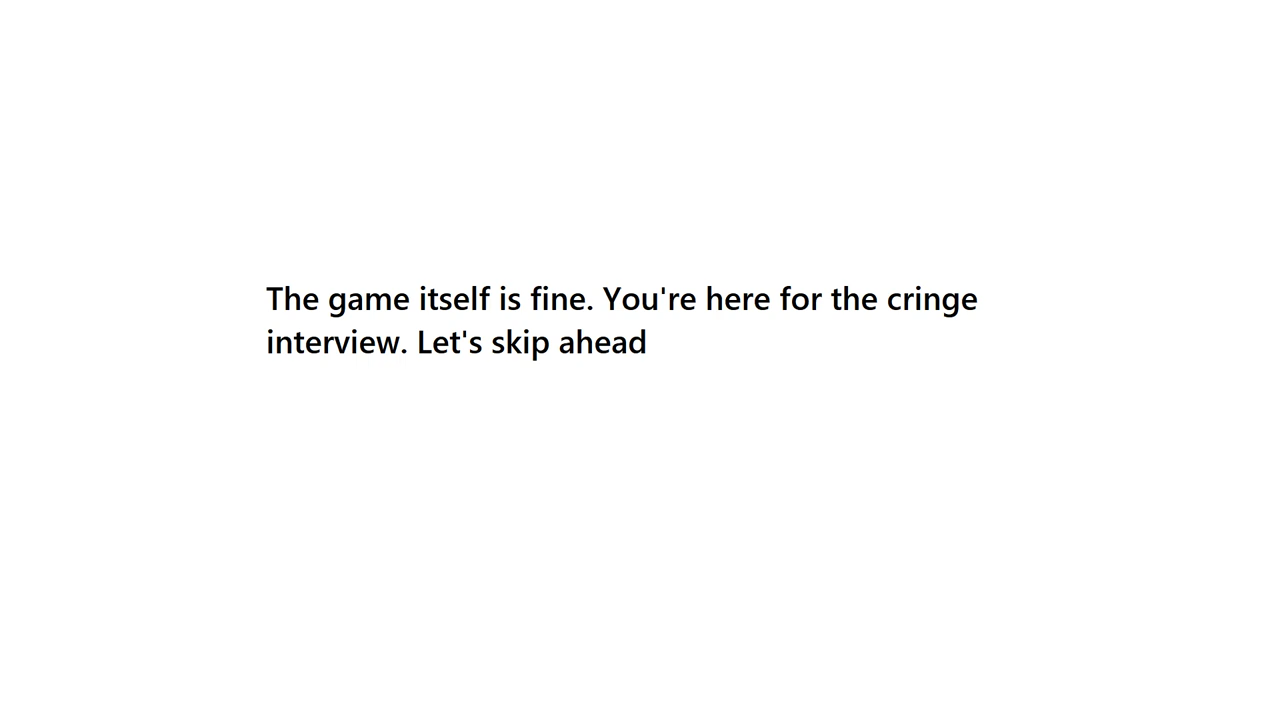 The game itself is fine. You're here for the cringe
interview. Let's skip ahead